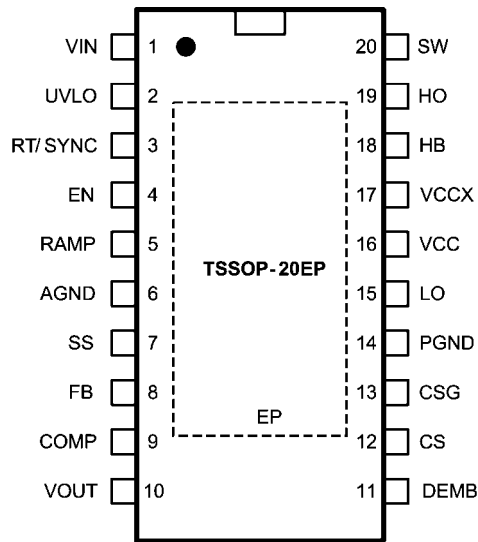 VIN 1 20 SW
UVLO 2 19 HO
RT/SYNC 3 18 HB
EN 4 17 VCCX
RAMP 5 16 VCC
TSSOP-20EP
AGND 6 15 LO
SS 7 14 PGND
FB 8 13 CSG
EP
COMP 9 12 CS
VOUT 10 11 DEMB